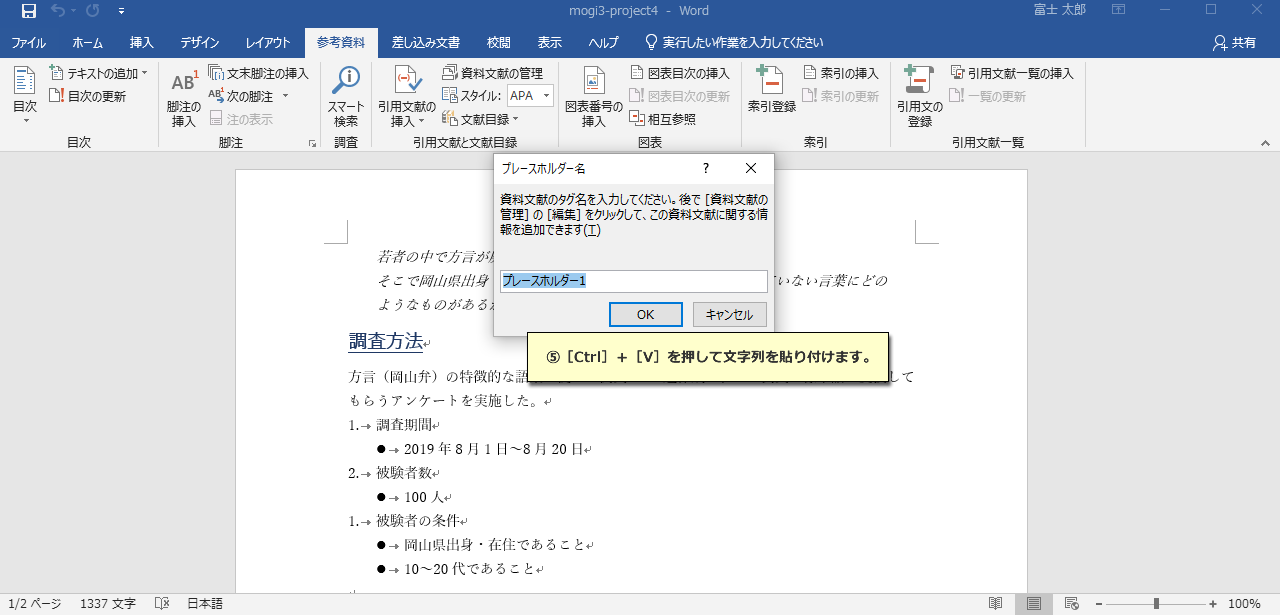 mogi3-project4 - Word
富士 太郎
ファイル ホーム 挿入 デザイン レイアウト 参考資料 差し込み文書 校閲 表示 ヘルプ 実行したい作業を入力してください 共有
目次
テキストの追加
目次の更新
目次
AB1
脚注の
挿入
文末脚注の挿入
次の脚注
注の表示
脚注
スマート
検索
調査
引用文献の
挿入
資料文献の管理
スタイル: APA
文献目録
引用文献と文献目録
図表番号の
挿入
図表目次の挿入
図表目次の更新
相互参照
図表
索引登録
索引の挿入
索引の更新
索引
引用文の
登録
引用文献一覧の挿入
一覧の更新
引用文献一覧
プレースホルダー名 ?
資料文献のタグ名を入力してください。後で [資料文献の
管理] の [編集] をクリックして、この資料文献に関する情
報を追加できます(T)
プレースホルダー1
OK キャンセル
⑤［Ctrl］＋［V］を押して文字列を貼り付けます。
若者の中で方言が
そこで岡山県出身
いない言葉にどの
ようなものがあるか
調査方法
方言（岡山弁）の特徴的な語
して
もらうアンケートを実施した。
1. 調査期間
● 2019 年 8 月 1 日～8 月 20 日
2. 被験者数
● 100 人
1. 被験者の条件
● 岡山県出身・在住であること
● 10～20 代であること
1/2 ページ 1337 文字 日本語 100%